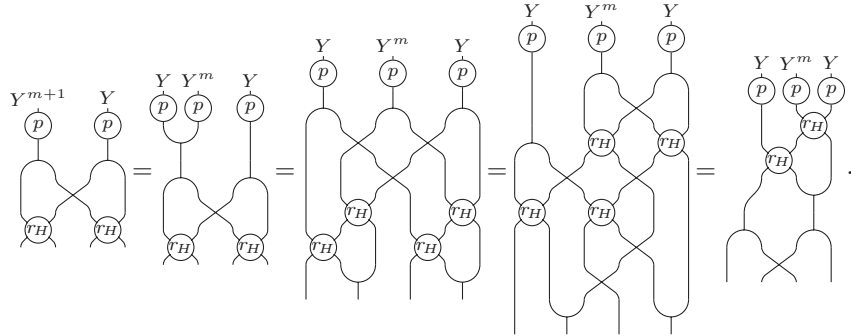 Y^{m+1} Y
p p
r_H r_H
=
Y Y^m Y
p p p
r_H r_H
=
Y Y^m Y
p p p
r_H r_H
r_H r_H
=
Y Y^m Y
p p p
r_H r_H
r_H r_H
=
Y Y^m Y
p p p
r_H
r_H
.